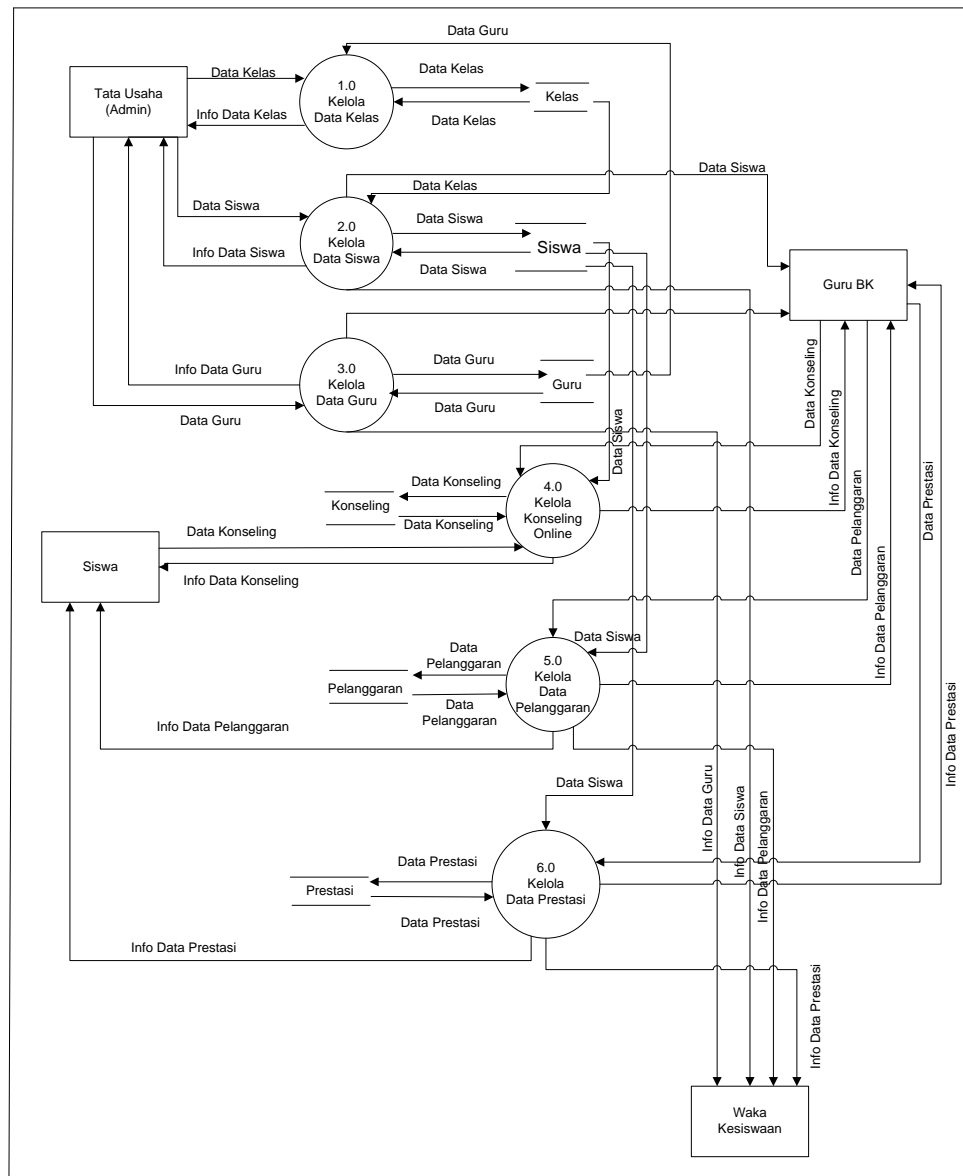 Data Guru
Tata Usaha
(Admin)
Data Kelas
Info Data Kelas
1.0
Kelola
Data Kelas
Data Kelas
Data Kelas
Kelas
Data Siswa
Data Kelas
Data Siswa
Info Data Siswa
2.0
Kelola
Data Siswa
Data Siswa
Data Siswa
Siswa
Guru BK
Info Data Guru
Data Guru
3.0
Kelola
Data Guru
Data Guru
Data Guru
Guru
Data Siswa
Data Konseling
Info Data Konseling
Data Pelanggaran
Info Data Pelanggaran
Data Prestasi
Info Data Prestasi
Data Konseling
Konseling
Data Konseling
4.0
Kelola
Konseling
Online
Siswa
Data Konseling
Info Data Konseling
Data Siswa
Data
Pelanggaran
Pelanggaran
Data
Pelanggaran
5.0
Kelola
Data
Pelanggaran
Info Data Pelanggaran
Data Siswa
Info Data Guru
Info Data Siswa
Info Data Pelanggaran
Data Prestasi
Prestasi
Data Prestasi
6.0
Kelola
Data Prestasi
Info Data Prestasi
Info Data Prestasi
Waka
Kesiswaan